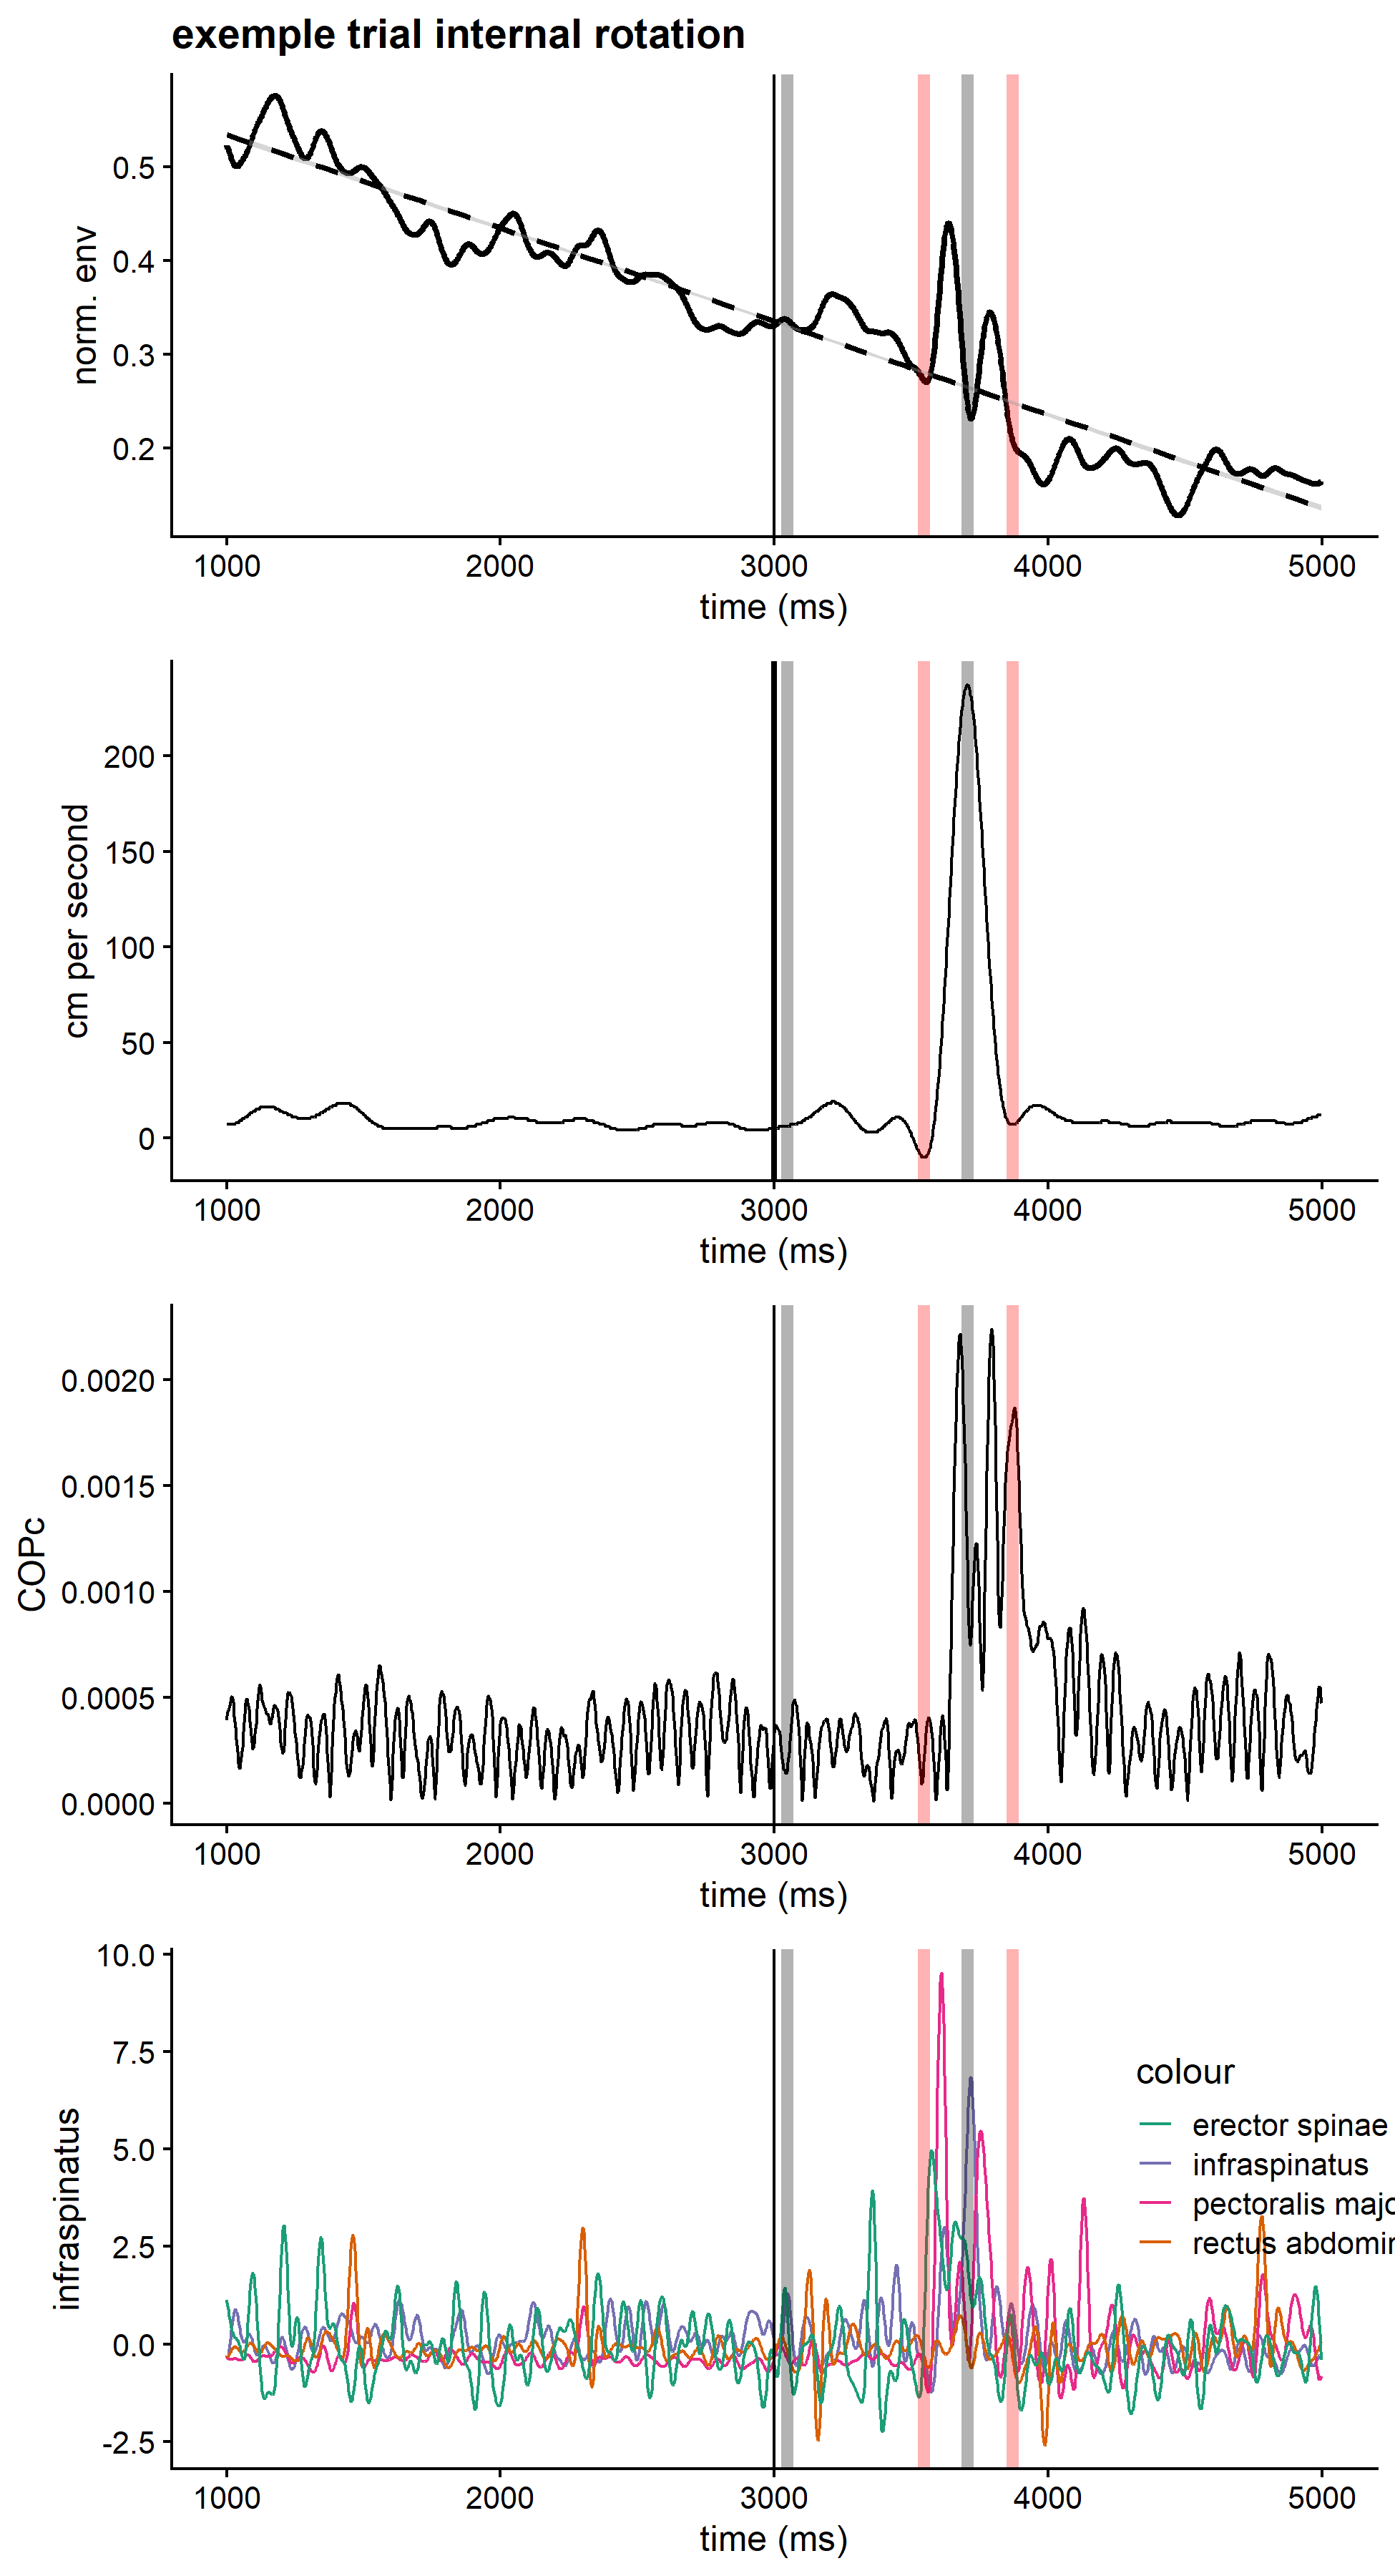 exemple trial internal rotation
norm. env
0.5
0.4
0.3
0.2
1000 2000 3000 4000 5000
time (ms)
cm per second
200
150
100
50
0
1000 2000 3000 4000 5000
time (ms)
COPc
0.0020
0.0015
0.0010
0.0005
0.0000
1000 2000 3000 4000 5000
time (ms)
infraspinatus
10.0
7.5
5.0
2.5
0.0
-2.5
colour
erector spinae
infraspinatus
pectoralis majo
rectus abdomin
1000 2000 3000 4000 5000
time (ms)